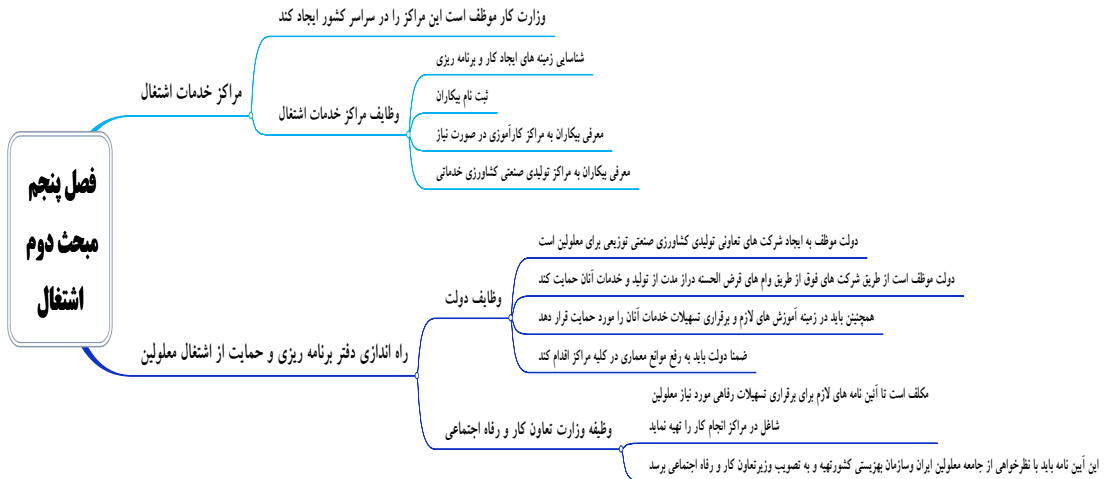 فصل پنجم
مبحث دوم
اشتغال
مراکز خدمات اشتغال
وزارت کار موظف است این مراکز را در سراسر کشور ایجاد کند
وظایف مراکز خدمات اشتغال
شناسایی زمینه های ایجاد کار و برنامه ریزی
ثبت نام بیکاران
معرفی بیکاران به مراکز کارآموزی در صورت نیاز
معرفی بیکاران به مراکز تولیدی صنعتی کشاورزی خدماتی
راه اندازی دفتر برنامه ریزی و حمایت از اشتغال معلولین
وظایف دولت
دولت موظف به ایجاد شرکت های تعاونی تولیدی کشاورزی صنعتی توزیعی برای معلولین است
دولت موظف است از طریق شرکت های فوق از طریق وام های قرض الحسنه دراز مدت از تولید و خدمات آنان حمایت کند
همچنین باید در زمینه آموزش های لازم و برقراری تسهیلات خدمات آنان را مورد حمایت قرار دهد
ضمنا دولت باید به رفع موانع معماری در کلیه مراکز اقدام کند
وظیفه وزارت تعاون کار و رفاه اجتماعی
مکلف است تا آئین نامه های لازم برای برقراری تسهیلات رفاهی مورد نیاز معلولین
شاغل در مراکز انجام کار را تهیه نماید
این آیین نامه باید با نظرخواهی از جامعه معلولین ایران وسازمان بهزیستی کشورتهیه و به تصویب وزیرتعاون کار و رفاه اجتماعی برسد